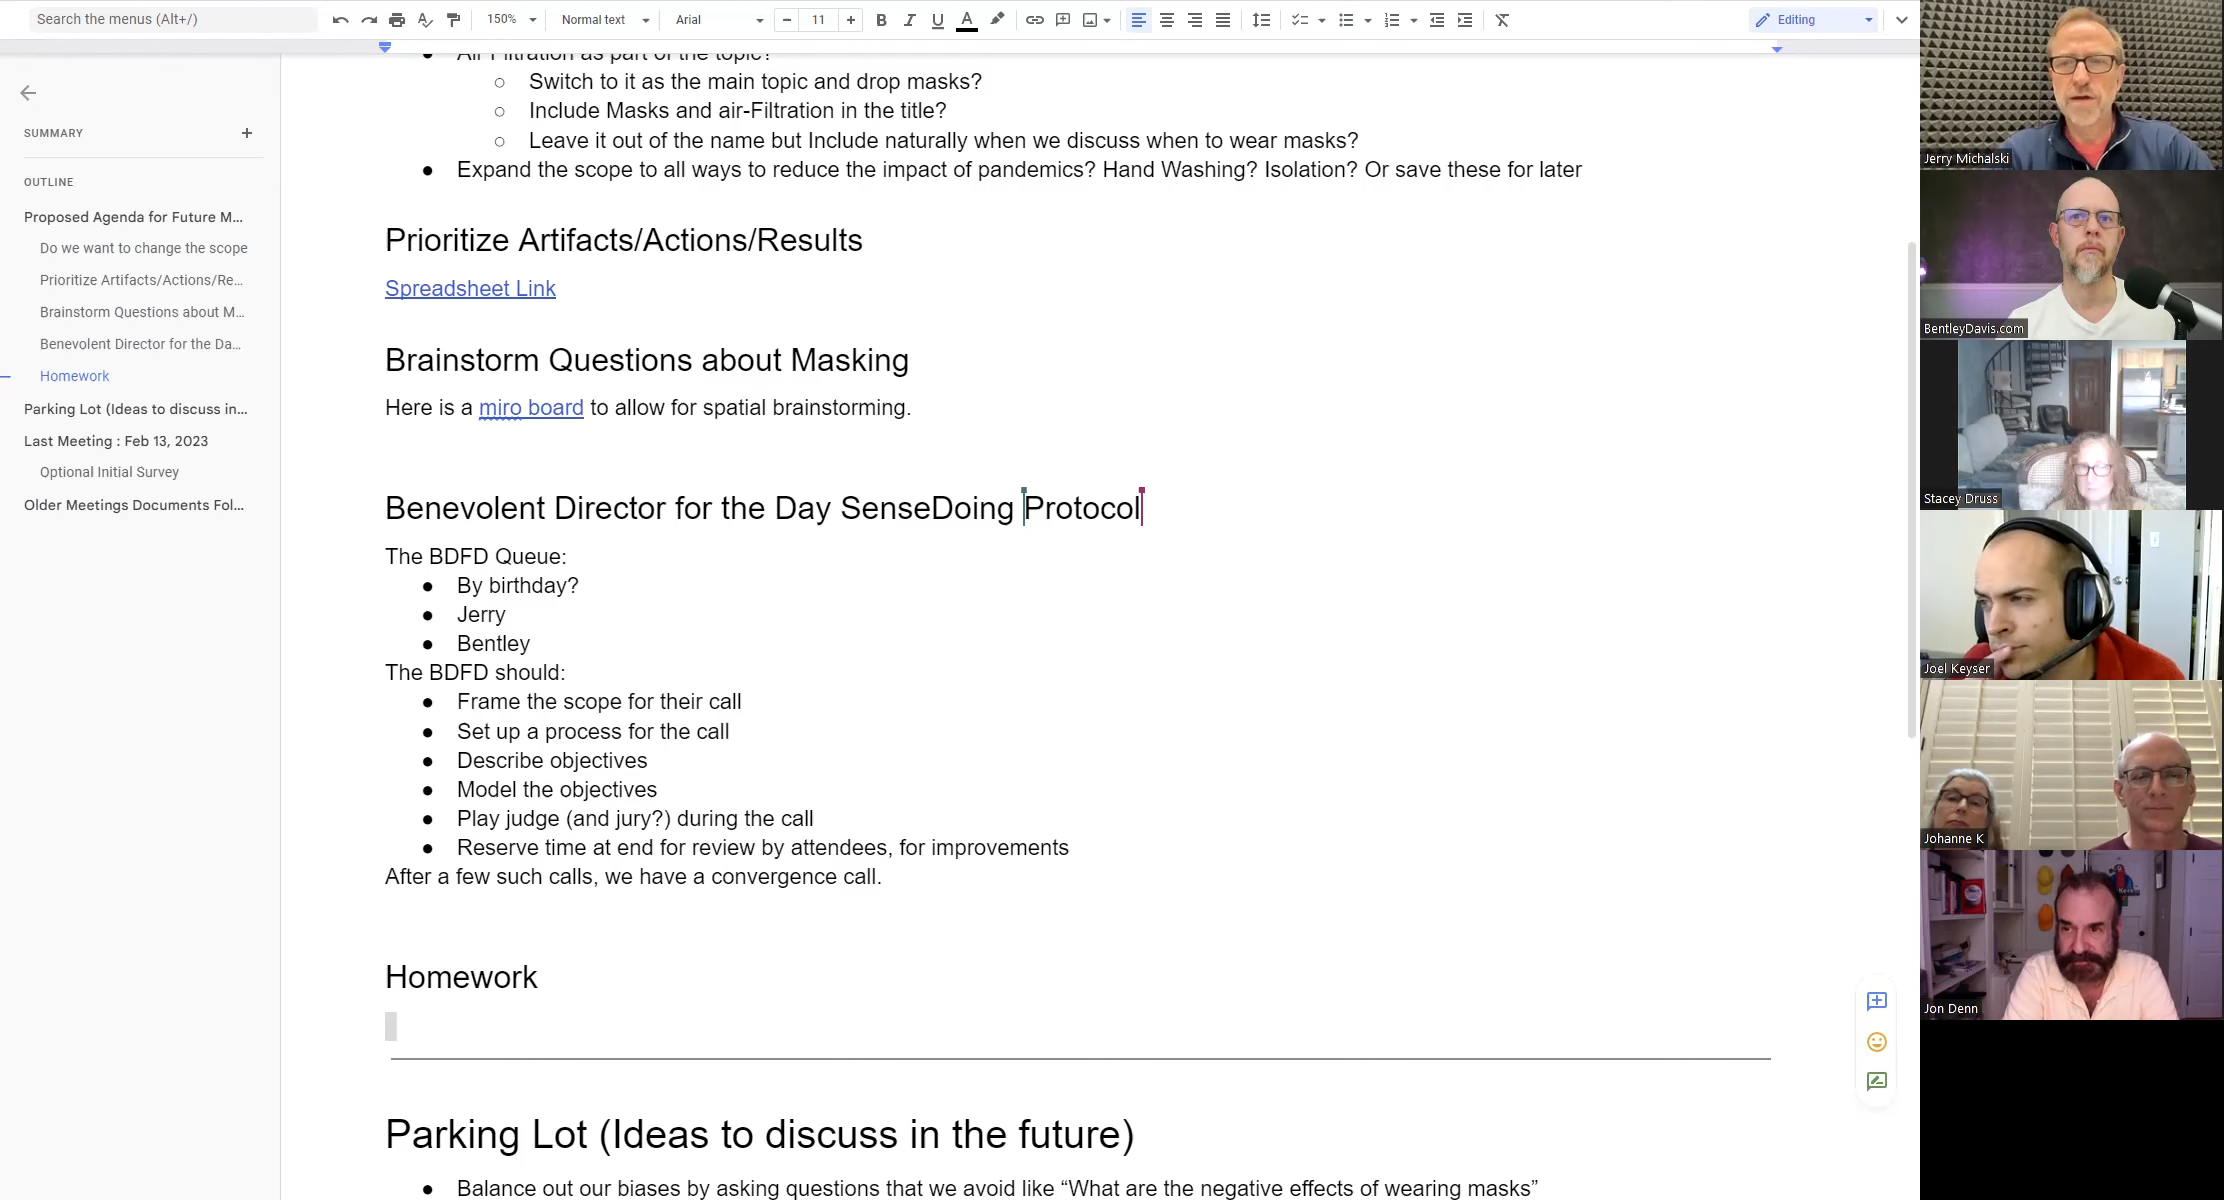 Search the menus (Alt+/)
150%
Normal text
Arial
11
Editing
SUMMARY
OUTLINE
Proposed Agenda for Future M...
Do we want to change the scope
Prioritize Artifacts/Actions/Re...
Brainstorm Questions about M...
Benevolent Director for the Da...
Homework
Parking Lot (Ideas to discuss in...
Last Meeting : Feb 13, 2023
Optional Initial Survey
Older Meetings Documents Fol...
Air-Filtration as part of the topic?
Switch to it as the main topic and drop masks?
Include Masks and air-Filtration in the title?
Leave it out of the name but Include naturally when we discuss when to wear masks?
Expand the scope to all ways to reduce the impact of pandemics? Hand Washing? Isolation? Or save these for later
Prioritize Artifacts/Actions/Results
Spreadsheet Link
Brainstorm Questions about Masking
Here is a miro board to allow for spatial brainstorming.
Benevolent Director for the Day SenseDoing Protocol
The BDFD Queue:
By birthday?
Jerry
Bentley
The BDFD should:
Frame the scope for their call
Set up a process for the call
Describe objectives
Model the objectives
Play judge (and jury?) during the call
Reserve time at end for review by attendees, for improvements
After a few such calls, we have a convergence call.
Homework
Parking Lot (Ideas to discuss in the future)
Balance out our biases by asking questions that we avoid like “What are the negative effects of wearing masks”
Jerry Michalski
BentleyDavis.com
Stacey Druss
Joel Keyser
Johanne K
Jon Denn